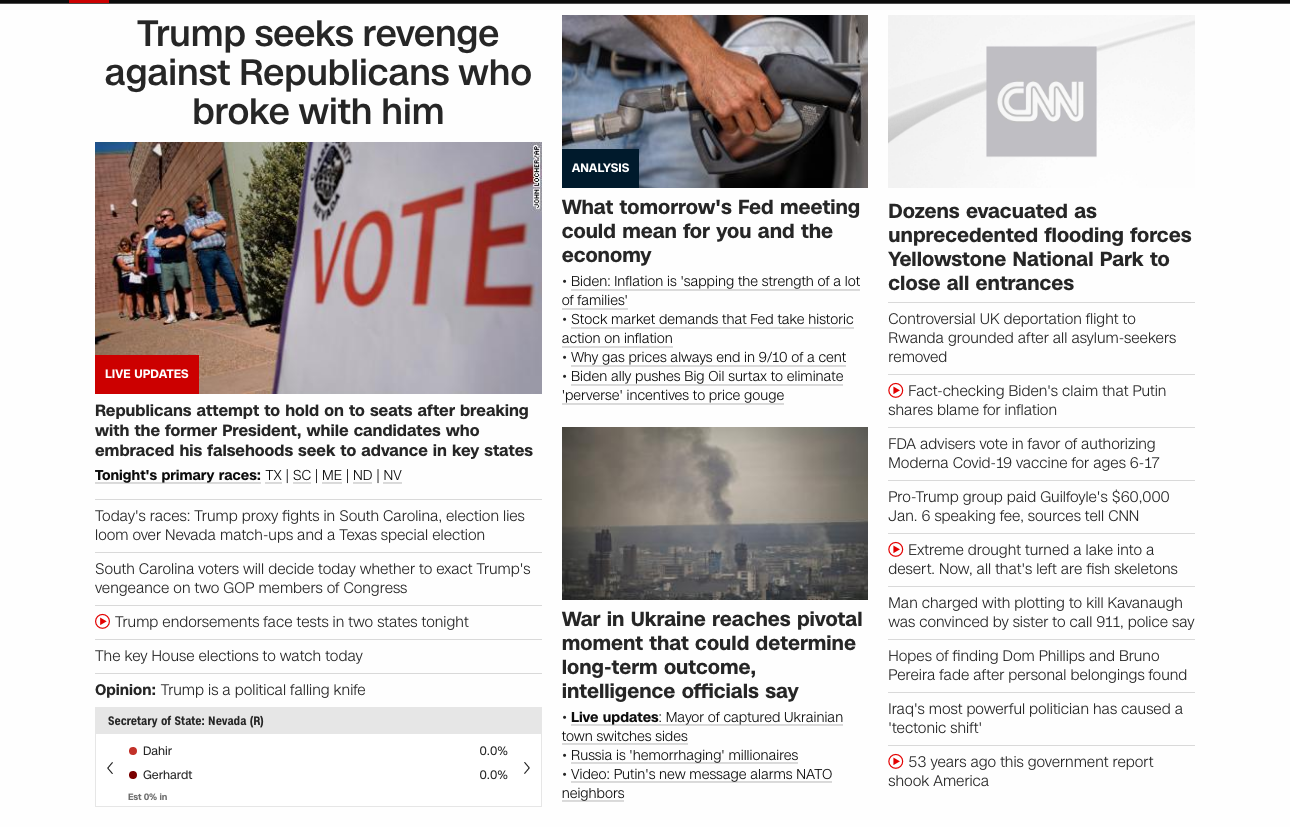 Trump seeks revenge
against Republicans who
broke with him
NEVADA
VOTE
JOHN LOCHER/AP
LIVE UPDATES
Republicans attempt to hold on to seats after breaking
with the former President, while candidates who
embraced his falsehoods seek to advance in key states
Tonight's primary races: TX | SC | ME | ND | NV
Today's races: Trump proxy fights in South Carolina, election lies
loom over Nevada match-ups and a Texas special election
South Carolina voters will decide today whether to exact Trump's
vengeance on two GOP members of Congress
Trump endorsements face tests in two states tonight
The key House elections to watch today
Opinion: Trump is a political falling knife
Secretary of State: Nevada (R)
Dahir 0.0%
Gerhardt 0.0%
Est 0% in
ANALYSIS
What tomorrow's Fed meeting
could mean for you and the
economy
• Biden: Inflation is 'sapping the strength of a lot
of families'
• Stock market demands that Fed take historic
action on inflation
• Why gas prices always end in 9/10 of a cent
• Biden ally pushes Big Oil surtax to eliminate
'perverse' incentives to price gouge
War in Ukraine reaches pivotal
moment that could determine
long-term outcome,
intelligence officials say
• Live updates: Mayor of captured Ukrainian
town switches sides
• Russia is 'hemorrhaging' millionaires
• Video: Putin's new message alarms NATO
neighbors
CNN
Dozens evacuated as
unprecedented flooding forces
Yellowstone National Park to
close all entrances
Controversial UK deportation flight to
Rwanda grounded after all asylum-seekers
removed
Fact-checking Biden's claim that Putin
shares blame for inflation
FDA advisers vote in favor of authorizing
Moderna Covid-19 vaccine for ages 6-17
Pro-Trump group paid Guilfoyle's $60,000
Jan. 6 speaking fee, sources tell CNN
Extreme drought turned a lake into a
desert. Now, all that's left are fish skeletons
Man charged with plotting to kill Kavanaugh
was convinced by sister to call 911, police say
Hopes of finding Dom Phillips and Bruno
Pereira fade after personal belongings found
Iraq's most powerful politician has caused a
'tectonic shift'
53 years ago this government report
shook America